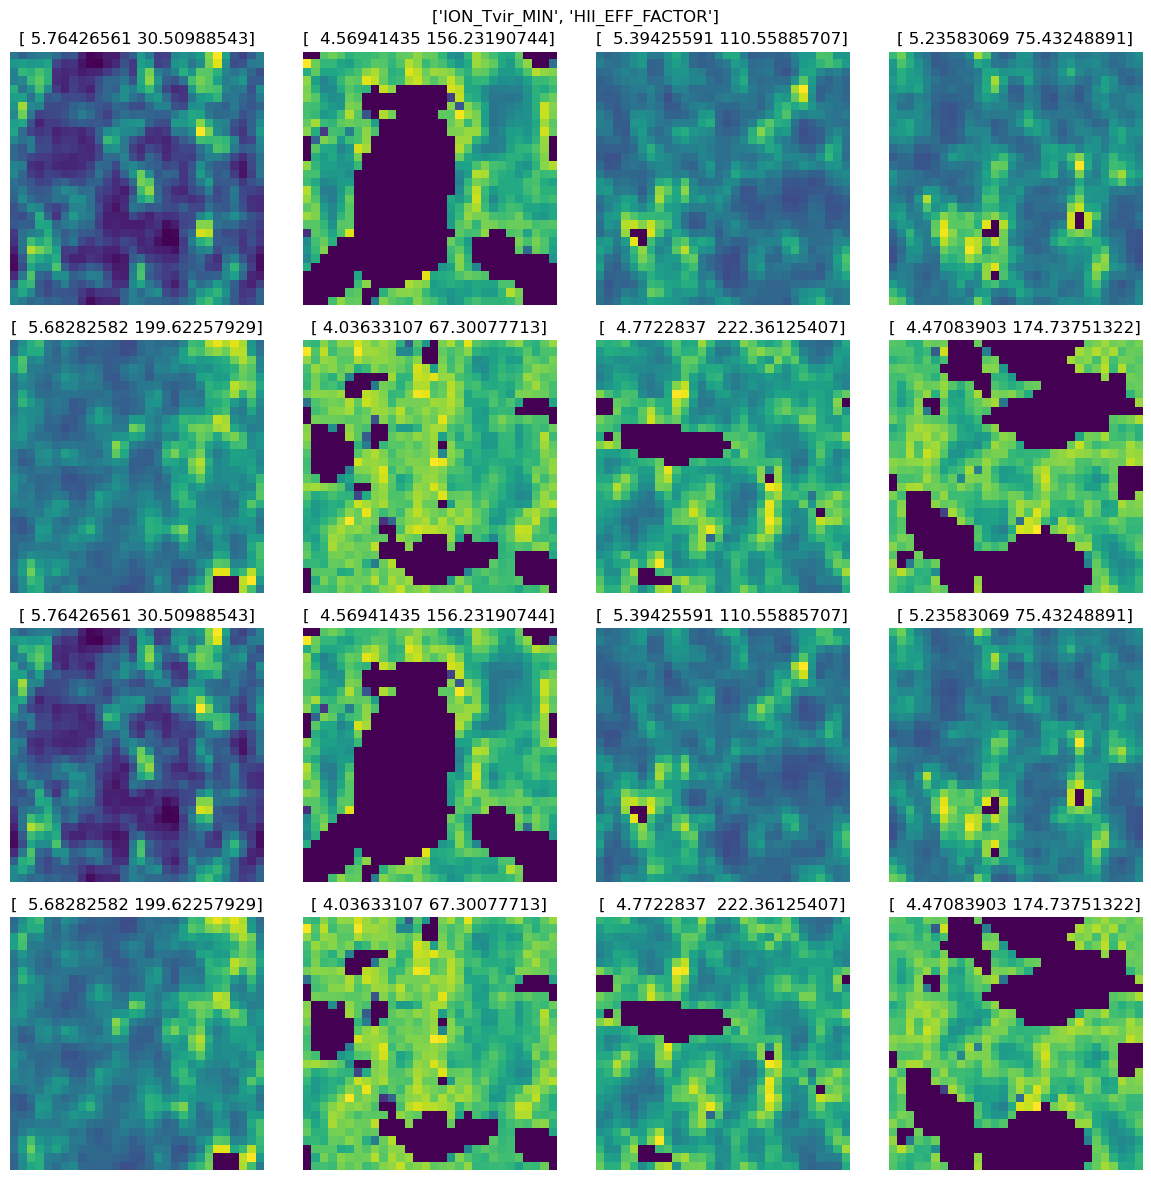 ['ION_Tvir_MIN', 'HII_EFF_FACTOR']
[ 5.76426561 30.50988543]
[  4.56941435 156.23190744]
[  5.39425591 110.55885707]
[ 5.23583069 75.43248891]
[  5.68282582 199.62257929]
[ 4.03633107 67.30077713]
[  4.7722837  222.36125407]
[  4.47083903 174.73751322]
[ 5.76426561 30.50988543]
[  4.56941435 156.23190744]
[  5.39425591 110.55885707]
[ 5.23583069 75.43248891]
[  5.68282582 199.62257929]
[ 4.03633107 67.30077713]
[  4.7722837  222.36125407]
[  4.47083903 174.73751322]